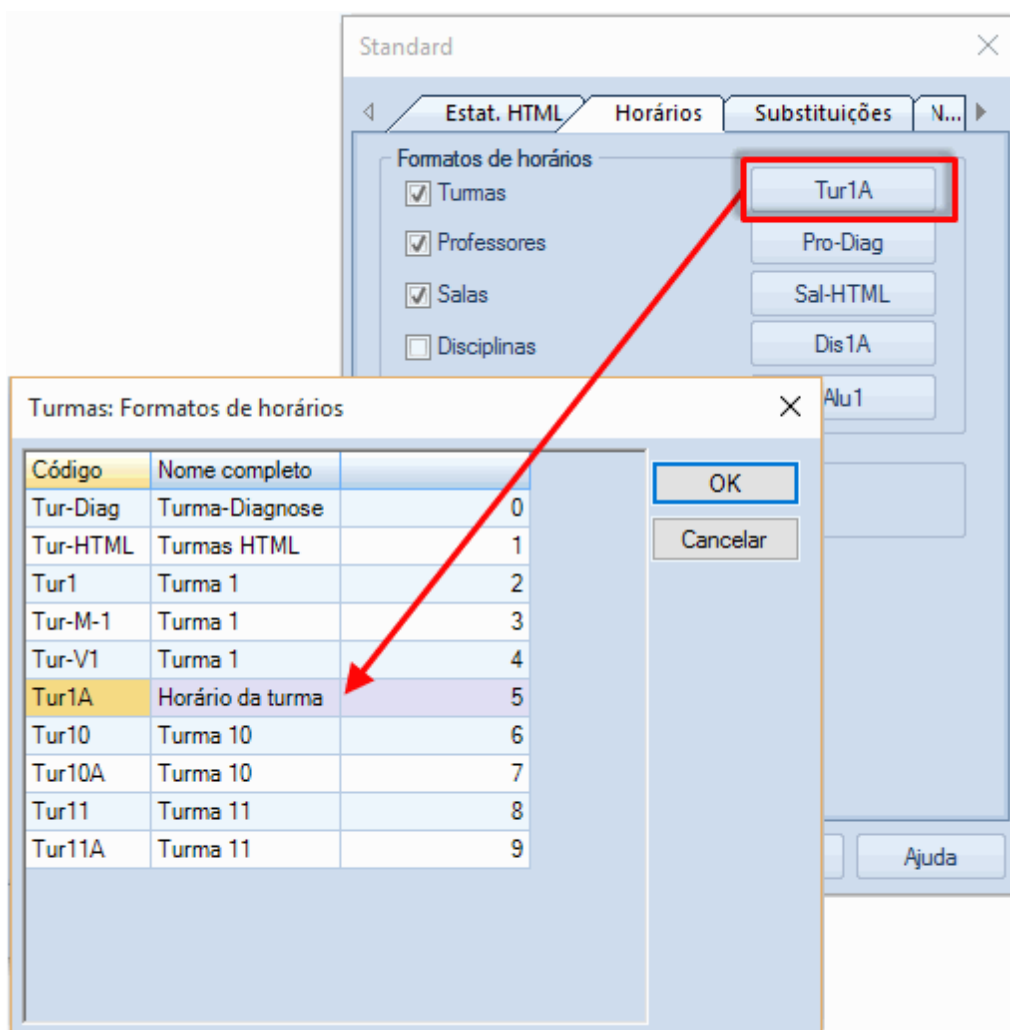 Standard
Estat. HTML Horários Substituições N...
Formatos de horários
Turmas Tur1A
Professores Pro-Diag
Salas Sal-HTML
Disciplinas Dis1A
Alu1
Turmas: Formatos de horários
Código Nome completo
Tur-Diag Turma-Diagnose 0
Tur-HTML Turmas HTML 1
Tur1 Turma 1 2
Tur-M-1 Turma 1 3
Tur-V1 Turma 1 4
Tur1A Horário da turma 5
Tur10 Turma 10 6
Tur10A Turma 10 7
Tur11 Turma 11 8
Tur11A Turma 11 9
OK
Cancelar
Ajuda